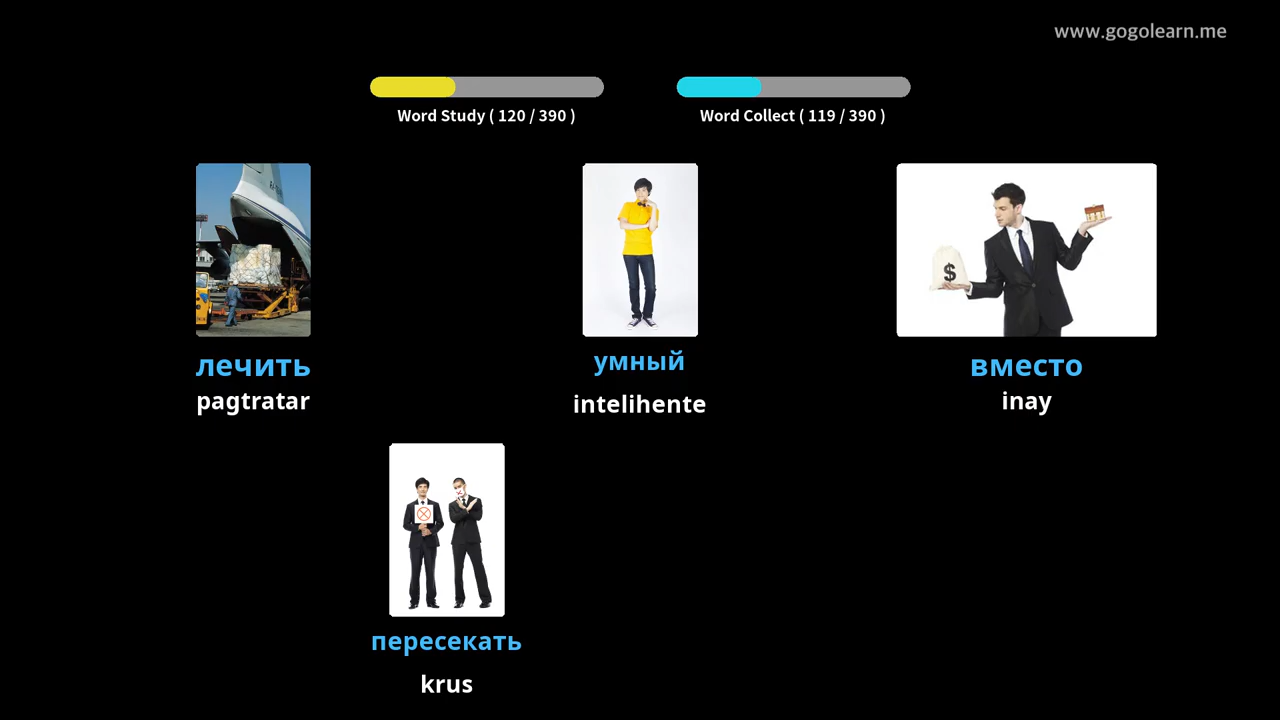 www.gogolearn.me
Word Study ( 120 / 390 )
Word Collect ( 119 / 390 )
лечить
pagtratar
умный
intelihente
вместо
inay
$
пересекать
krus